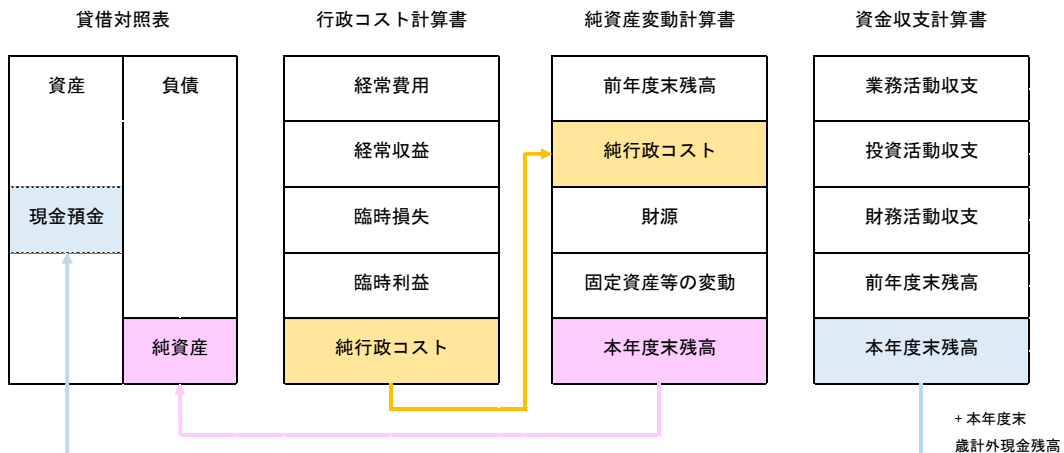 貸借対照表
資産
負債
現金預金
純資産
行政コスト計算書
経常費用
経常収益
臨時損失
臨時利益
純行政コスト
純資産変動計算書
前年度末残高
純行政コスト
財源
固定資産等の変動
本年度末残高
資金収支計算書
業務活動収支
投資活動収支
財務活動収支
前年度末残高
本年度末残高
+ 本年度末
歳計外現金残高